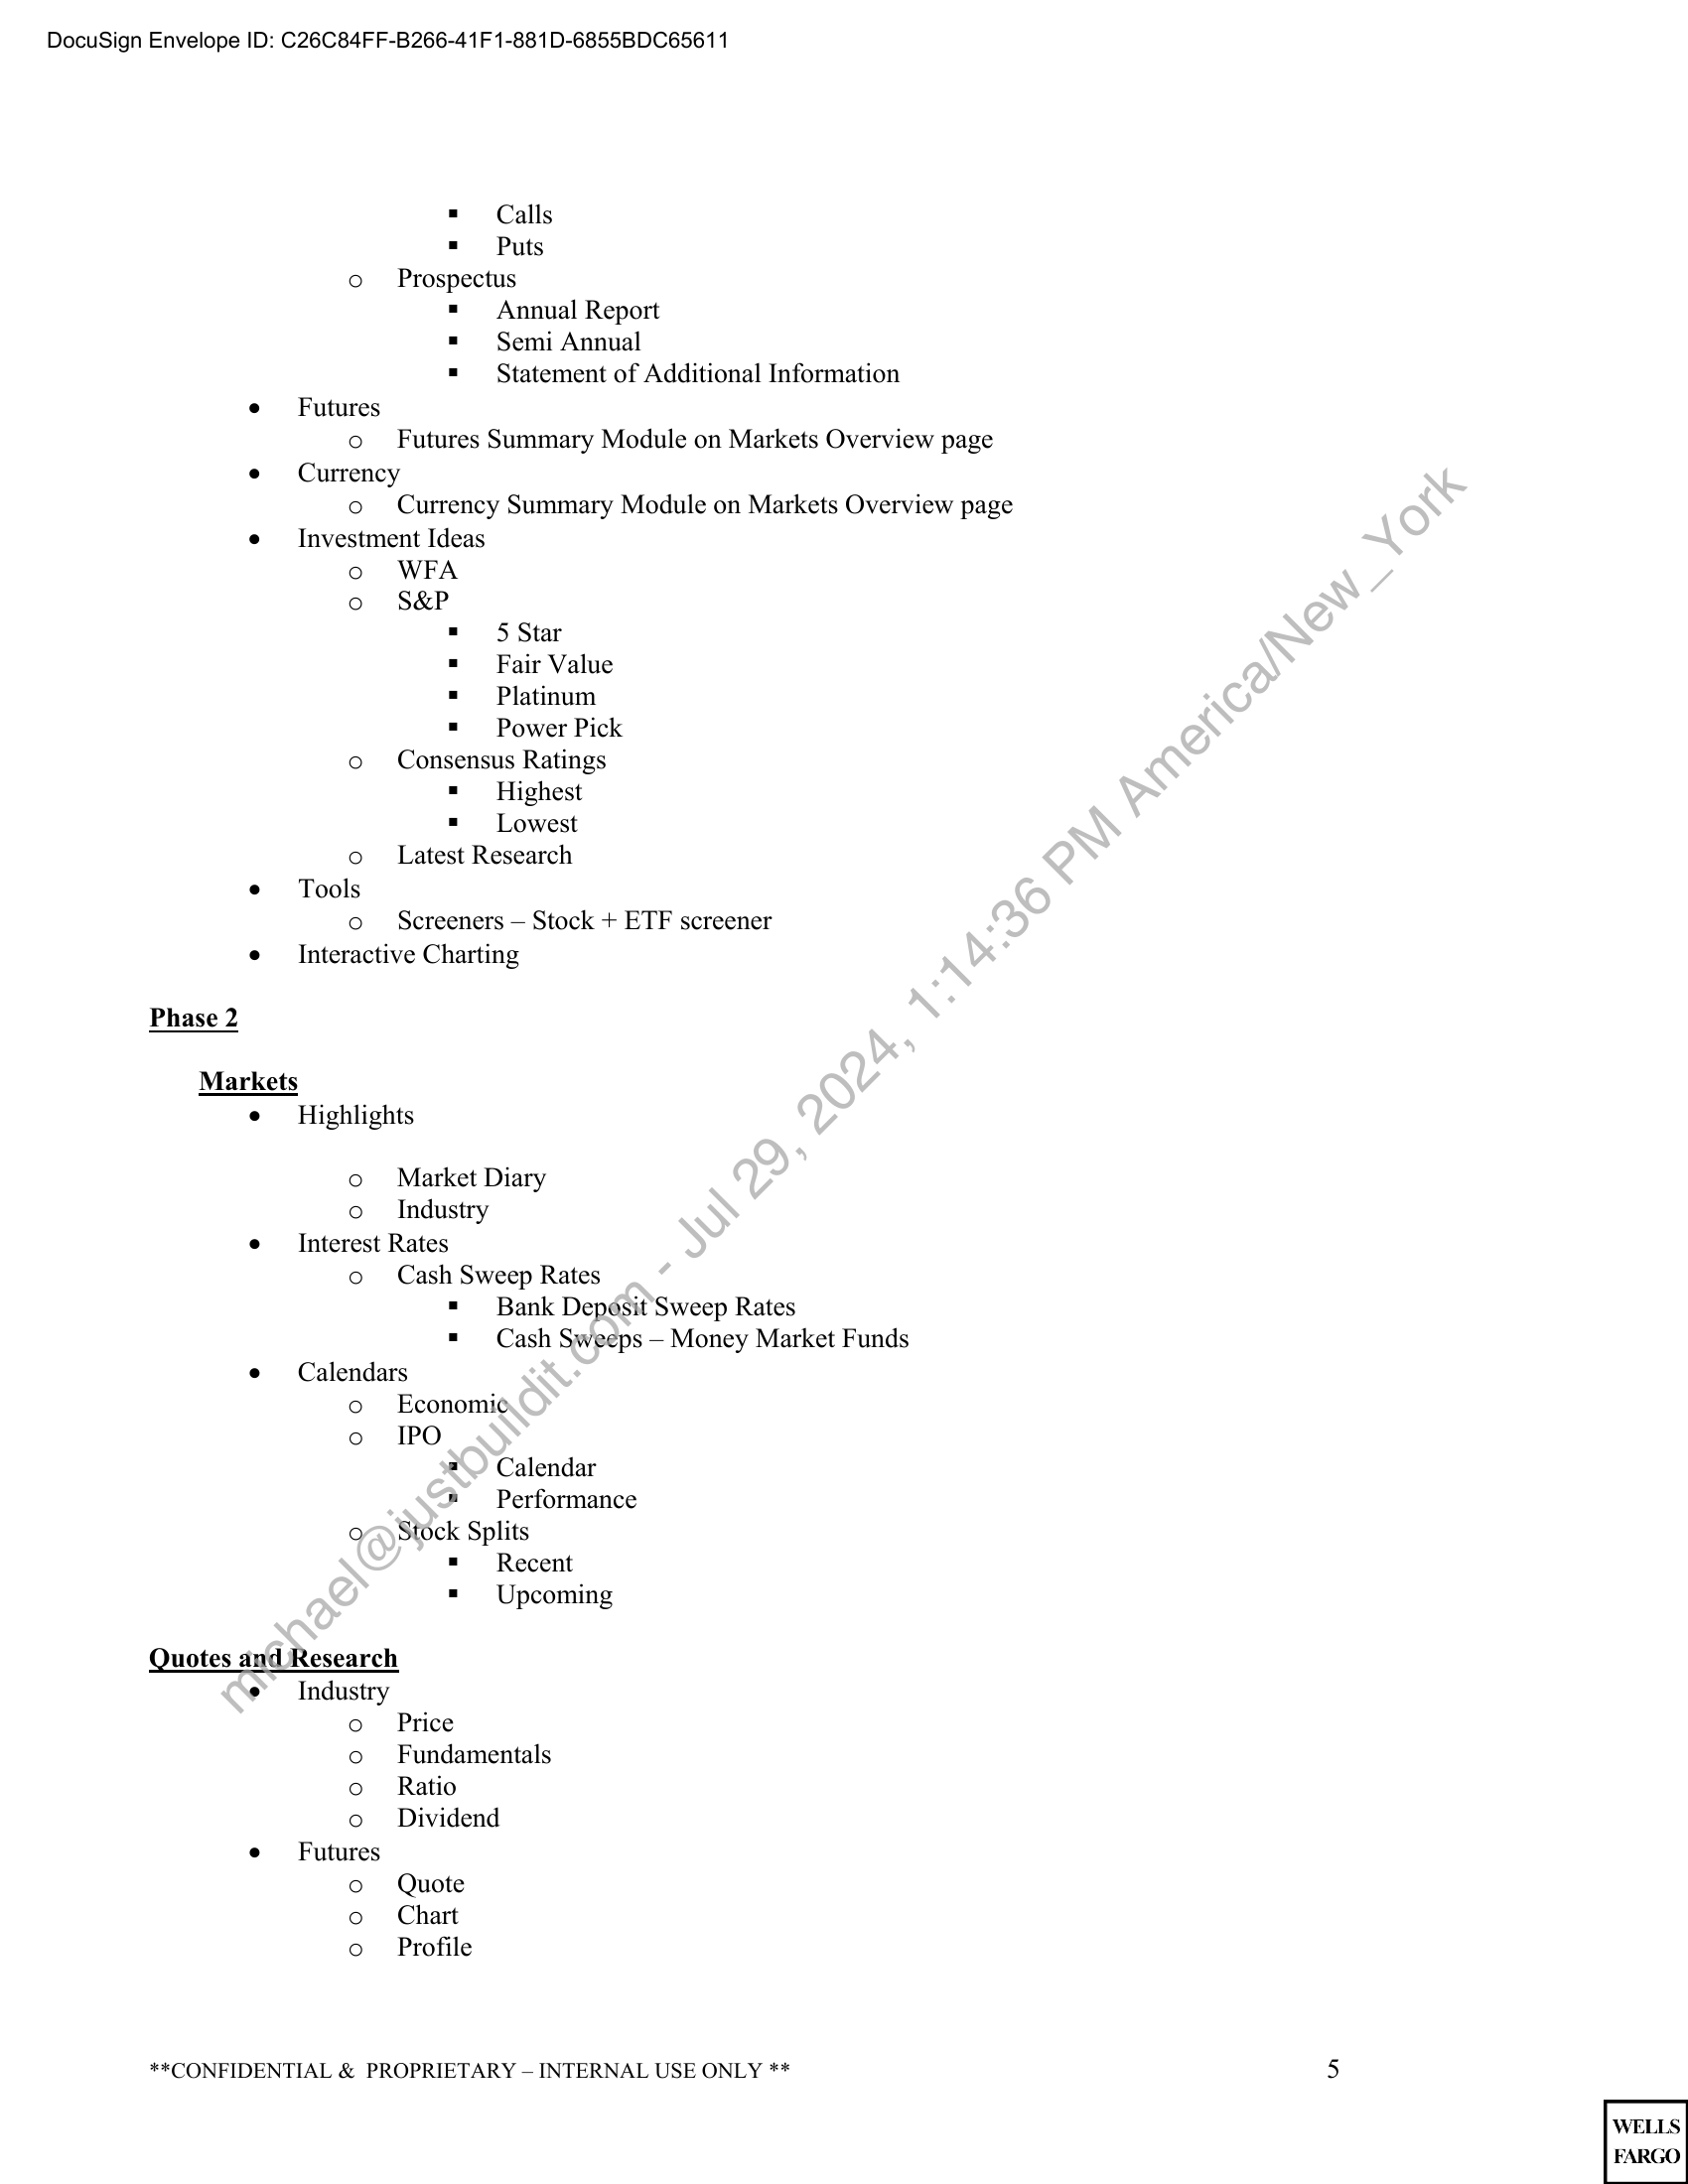 DocuSign Envelope ID: C26C84FF-B266-41F1-881D-6855BDC65611
▪ Calls
▪ Puts
o Prospectus
▪ Annual Report
▪ Semi Annual
▪ Statement of Additional Information
• Futures
o Futures Summary Module on Markets Overview page
• Currency
o Currency Summary Module on Markets Overview page
• Investment Ideas
o WFA
o S&P
▪ 5 Star
▪ Fair Value
▪ Platinum
▪ Power Pick
o Consensus Ratings
▪ Highest
▪ Lowest
o Latest Research
• Tools
o Screeners – Stock + ETF screener
• Interactive Charting
Phase 2
Markets
• Highlights
o Market Diary
o Industry
• Interest Rates
o Cash Sweep Rates
▪ Bank Deposit Sweep Rates
▪ Cash Sweeps – Money Market Funds
• Calendars
o Economic
o IPO
▪ Calendar
▪ Performance
o Stock Splits
▪ Recent
▪ Upcoming
Quotes and Research
• Industry
o Price
o Fundamentals
o Ratio
o Dividend
• Futures
o Quote
o Chart
o Profile
michael@justbuildit.com - Jul 29, 2024, 1:14:36 PM America/New_York
**CONFIDENTIAL & PROPRIETARY – INTERNAL USE ONLY ** 5
WELLS
FARGO